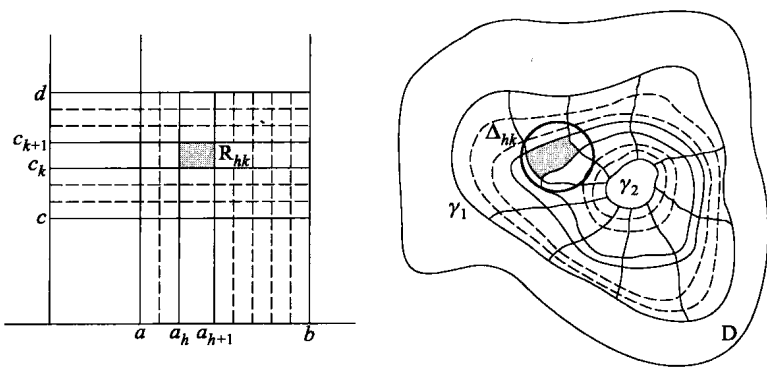 d
c_{k+1}
R_{hk}
c_k
c
a
a_h
a_{h+1}
b
Δ_{hk}
γ_2
γ_1
D